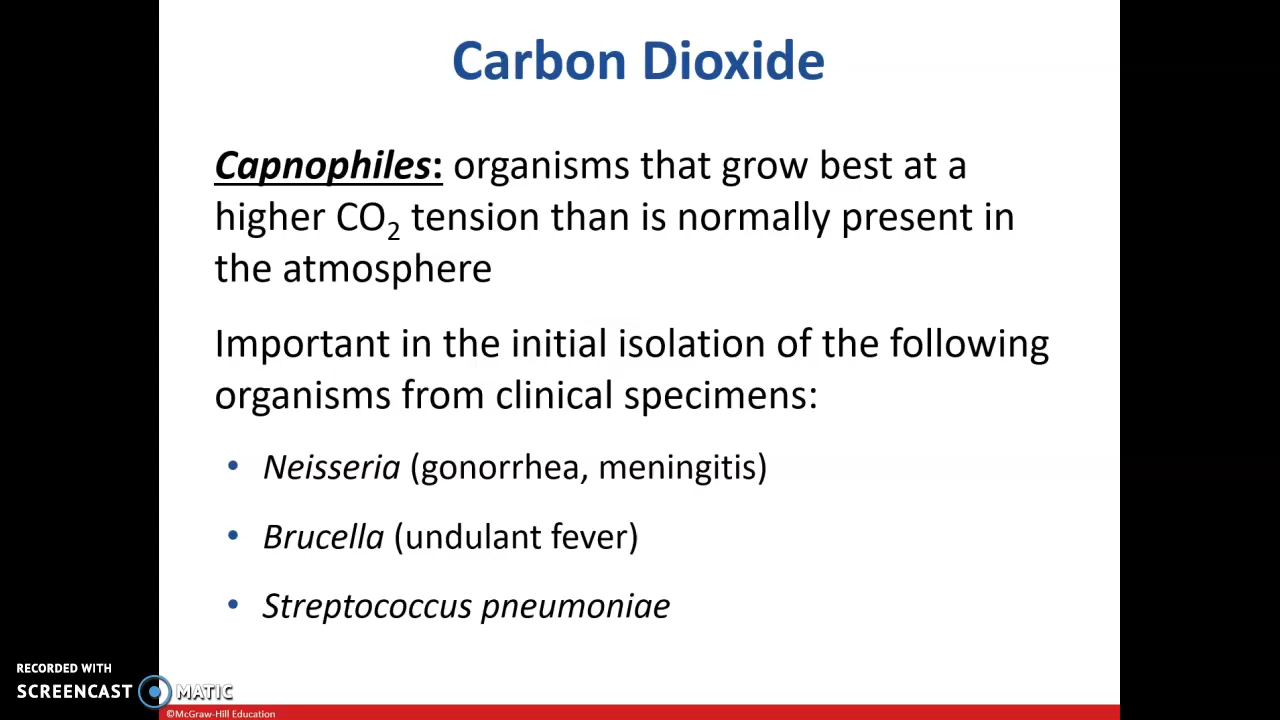 Carbon Dioxide
Capnophiles: organisms that grow best at a
higher CO₂ tension than is normally present in
the atmosphere
Important in the initial isolation of the following
organisms from clinical specimens:
• Neisseria (gonorrhea, meningitis)
• Brucella (undulant fever)
• Streptococcus pneumoniae
RECORDED WITH
SCREENCAST MATIC
©McGraw-Hill Education